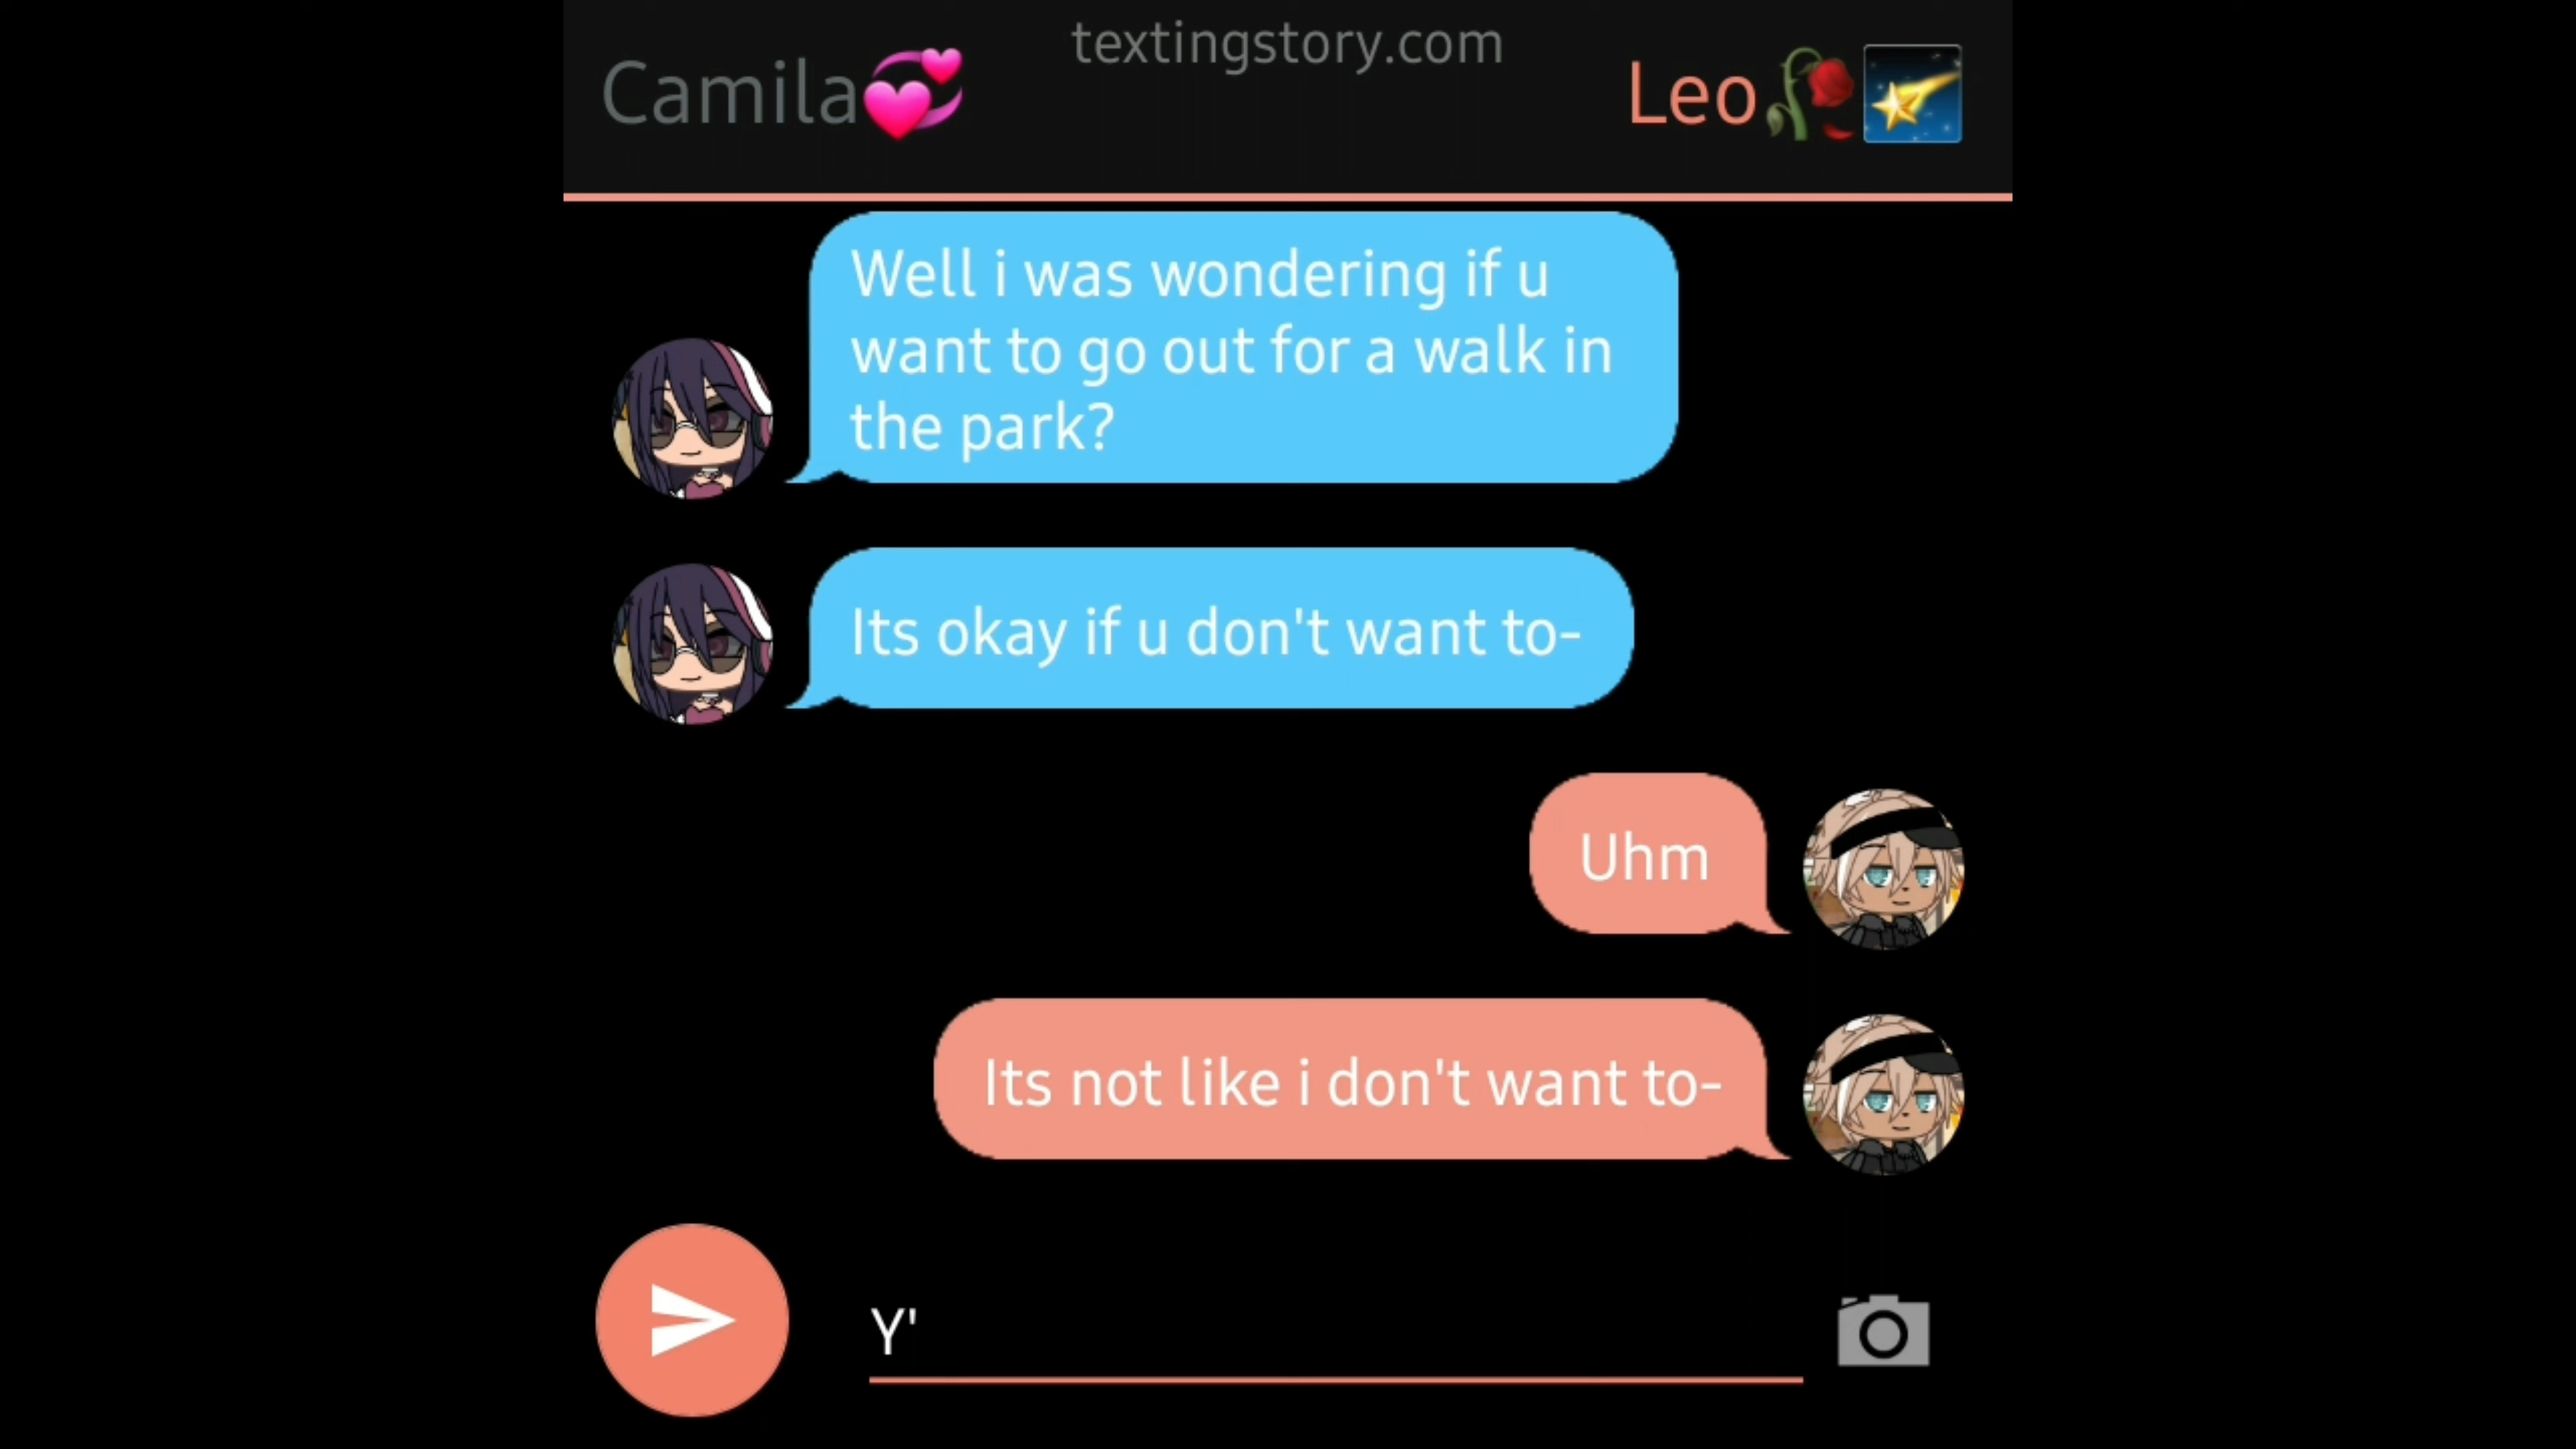 textingstory.com
Camila💞
Leo🥀🌠
Well i was wondering if u
want to go out for a walk in
the park?
Its okay if u don't want to-
Uhm
Its not like i don't want to-
Y'